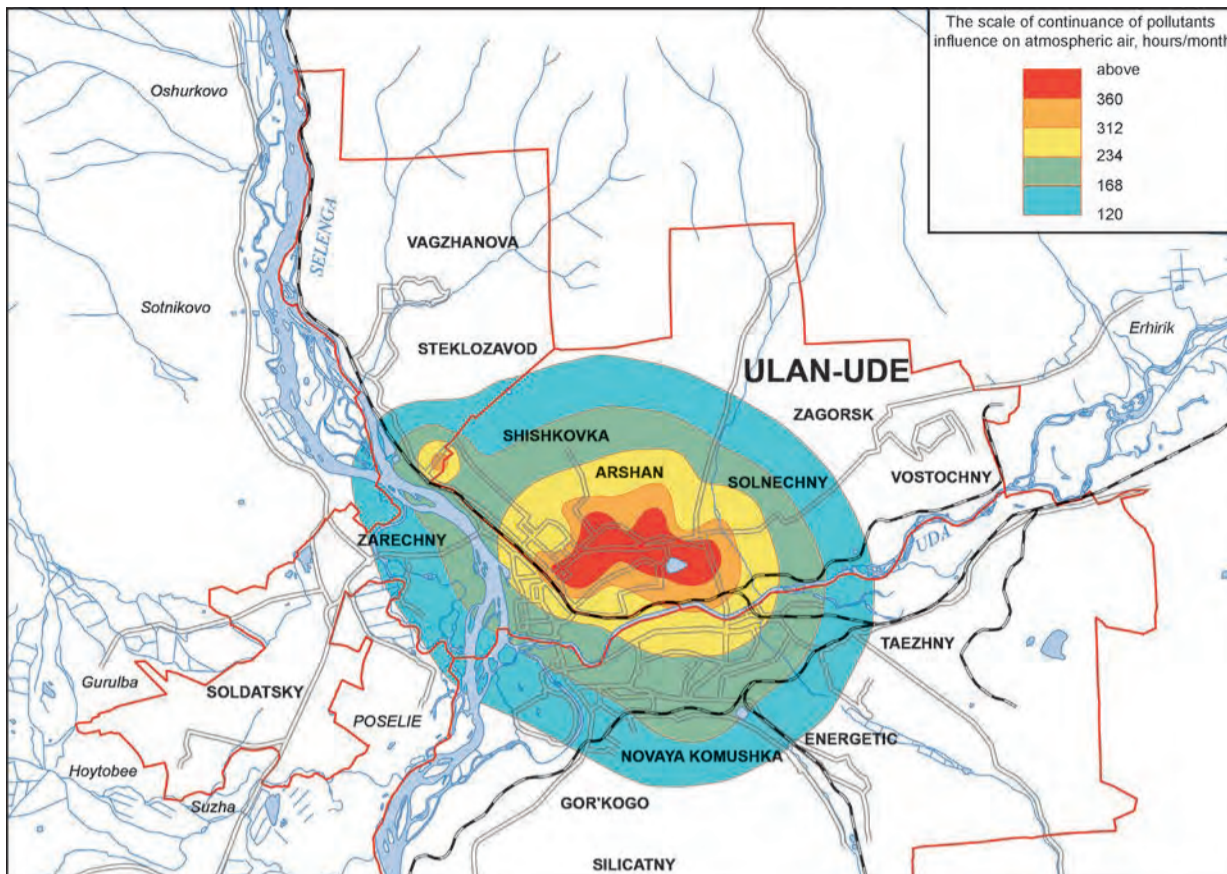 The scale of continuance of pollutants
influence on atmospheric air, hours/month
above
360
312
234
168
120
Oshurkovo
SELENGA
VAGZHANOVA
Sotnikovo
Erhirik
STEKLOZAVOD
ULAN-UDE
ZAGORSK
SHISHKOVKA
ARSHAN
SOLNECHNY
VOSTOCHNY
ZARECHNY
UDA
TAEZHNY
Gurulba
SOLDATSKY
POSELIE
ENERGETIC
NOVAYA KOMUSHKA
Hoytobee
Suzha
GOR'KOGO
SILICATNY